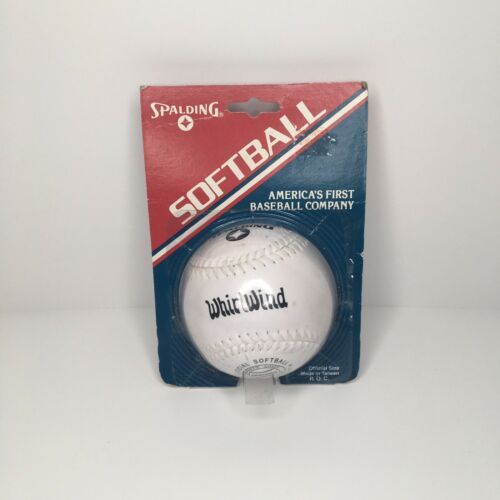 SPALDING®
SOFTBALL
AMERICA'S FIRST
BASEBALL COMPANY
WhirlWind
SOFTBALL
Official Size
Made in Taiwan
R.O.C.